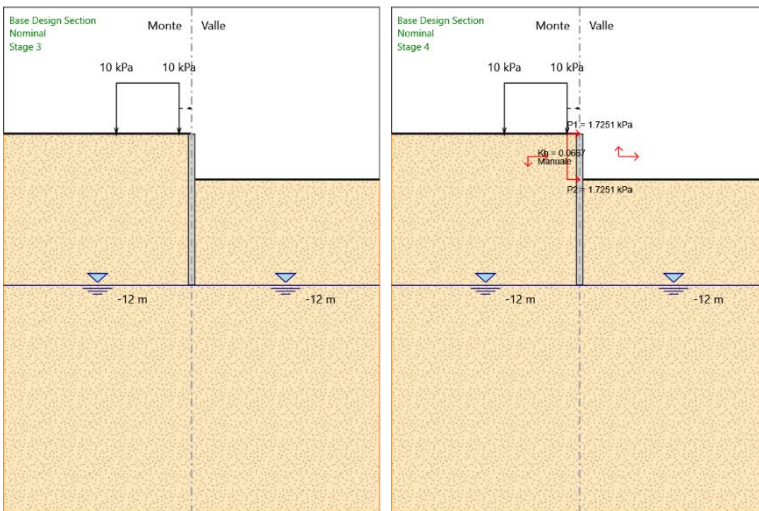 Base Design Section
Nominal
Stage 3
Monte
Valle
10 kPa
10 kPa
-12 m
-12 m
Base Design Section
Nominal
Stage 4
Monte
Valle
10 kPa
10 kPa
P1 = 1.7251 kPa
Kh = 0.0667
Manuale
P2 = 1.7251 kPa
-12 m
-12 m